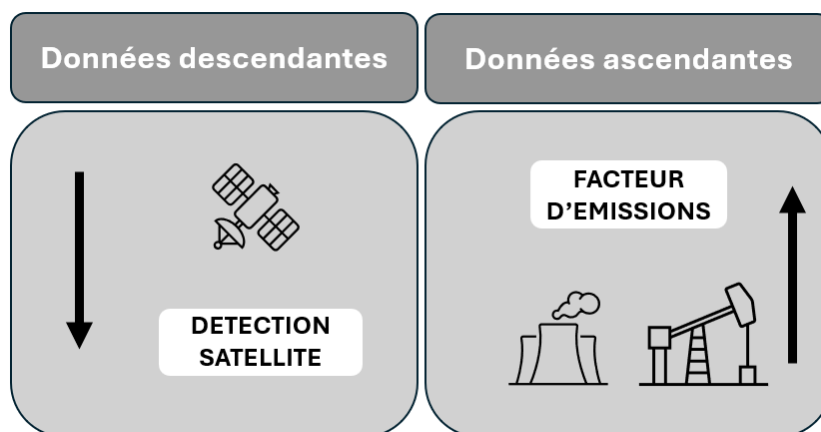 Données descendantes
Données ascendantes
DETECTION
SATELLITE
FACTEUR
D’EMISSIONS